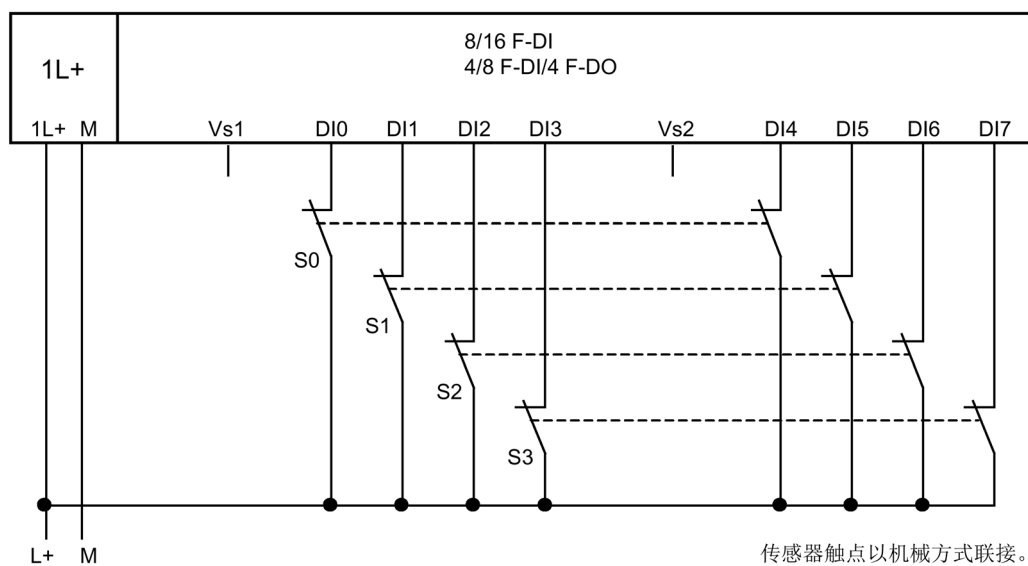 8/16 F-DI
1L+
4/8 F-DI/4 F-DO
1L+ M Vs1 DI0 DI1 DI2 DI3 Vs2 DI4 DI5 DI6 DI7
S0
S1
S2
S3
L+ M
传感器触点以机械方式联接。